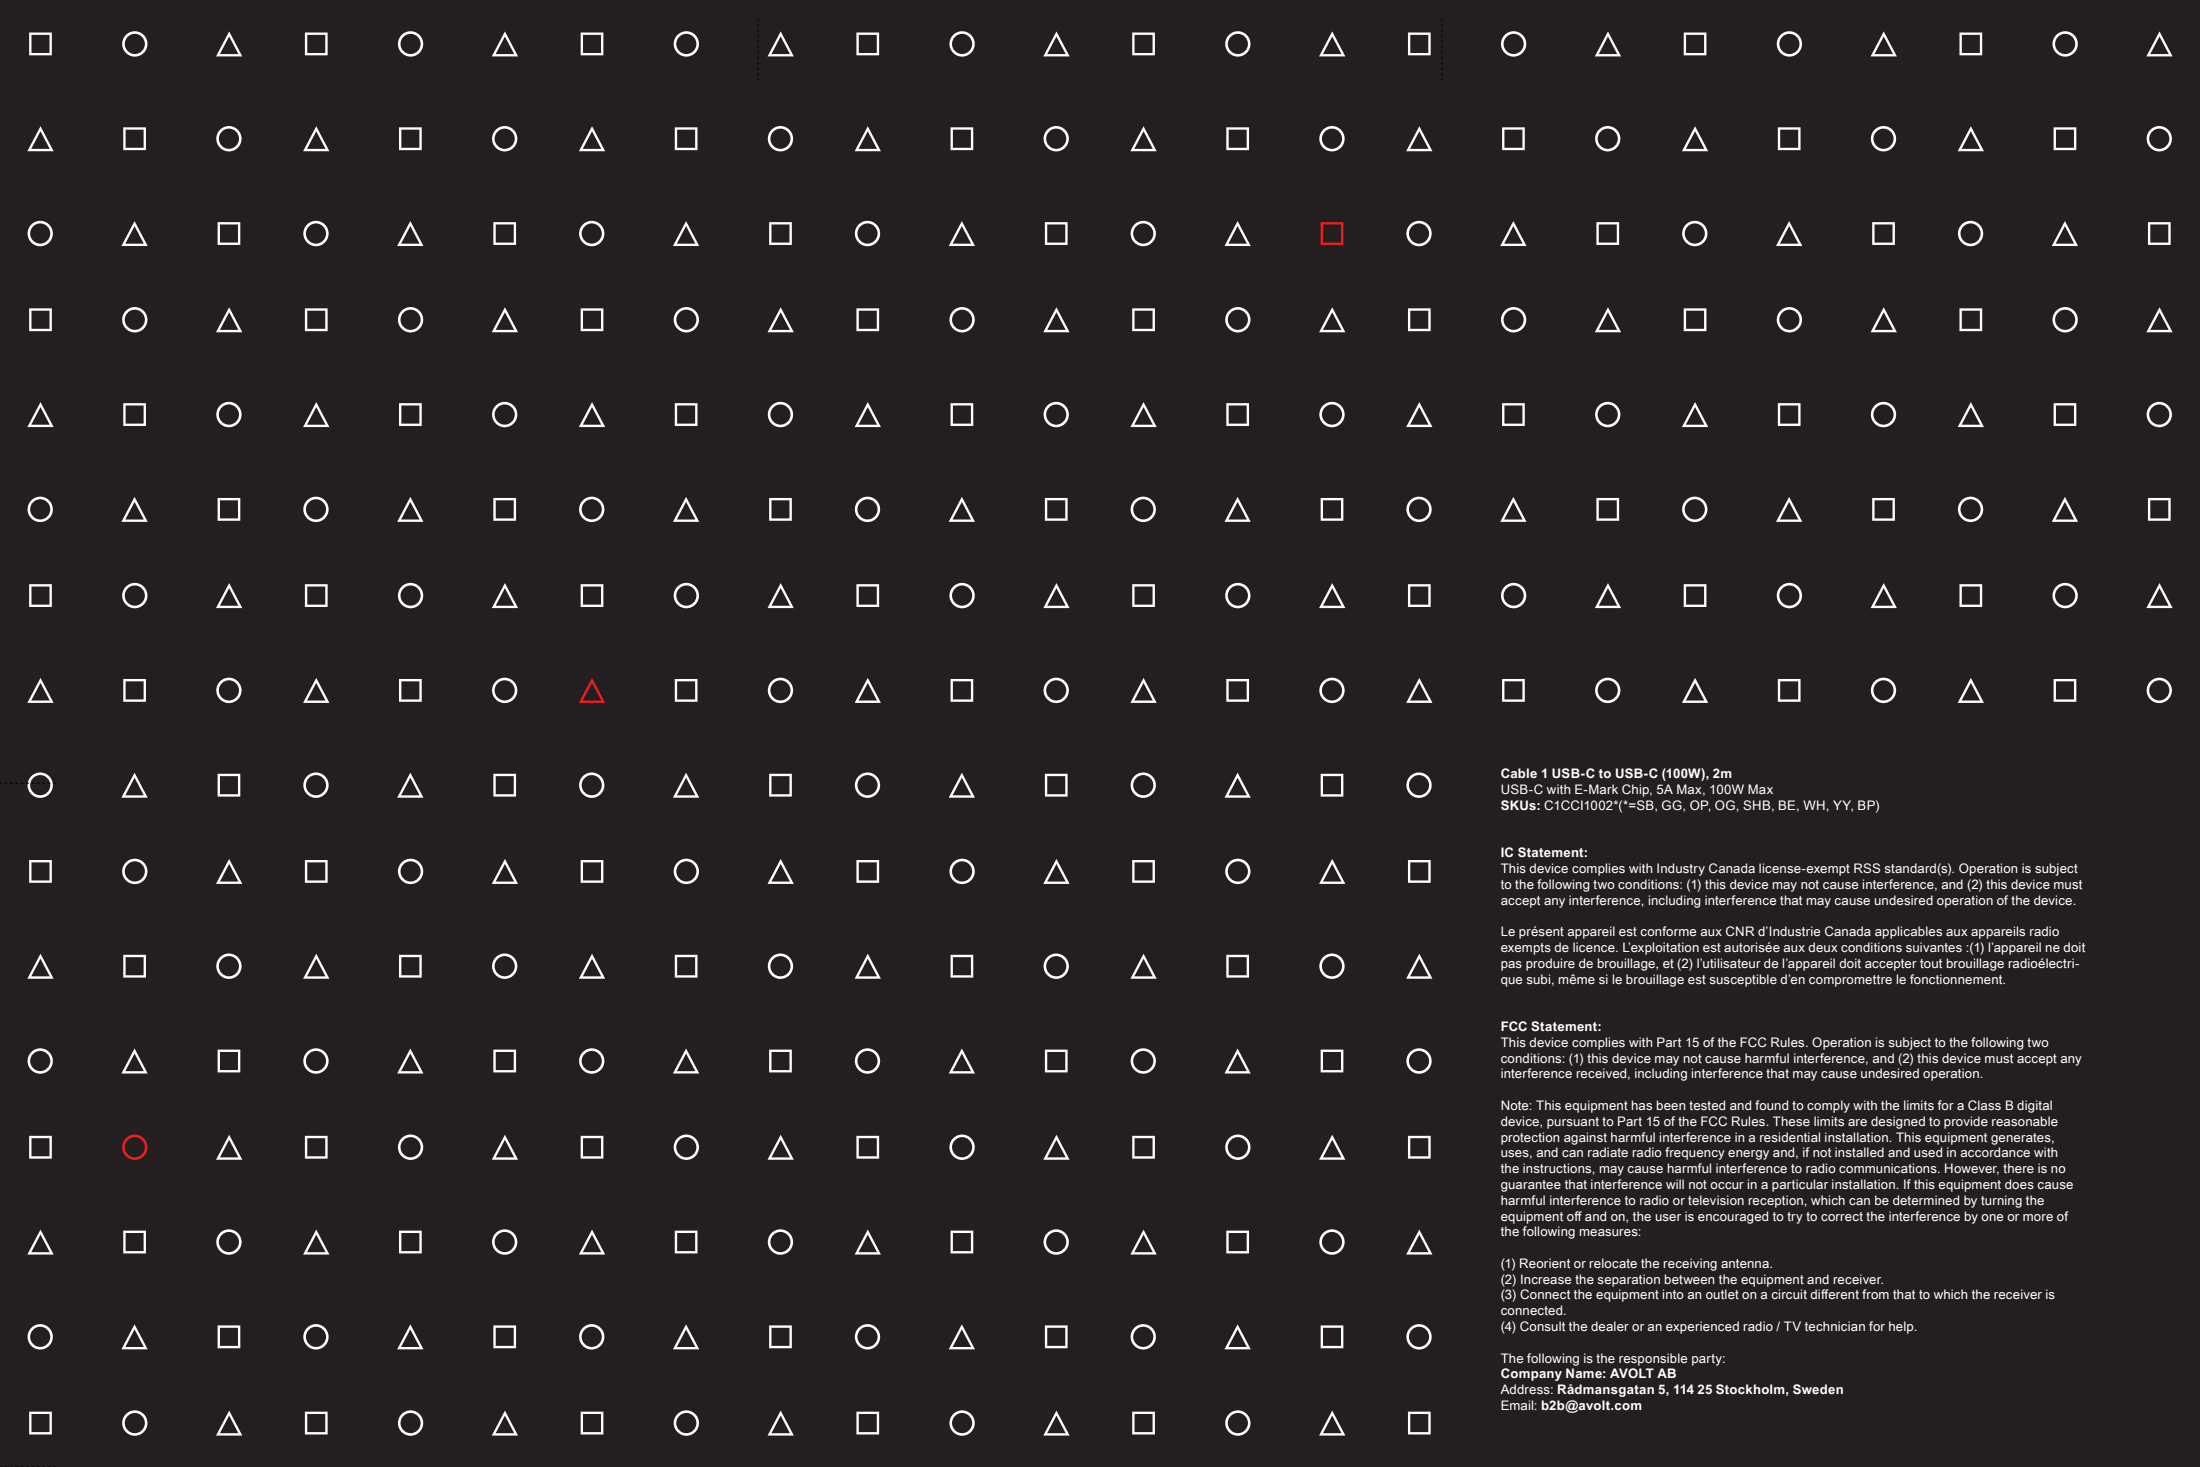 Cable 1 USB-C to USB-C (100W), 2m
USB-C with E-Mark Chip, 5A Max, 100W Max
SKUs: C1CCI1002*(*=SB, GG, OP, OG, SHB, BE, WH, YY, BP)
IC Statement:
This device complies with Industry Canada license-exempt RSS standard(s). Operation is subject
to the following two conditions: (1) this device may not cause interference, and (2) this device must
accept any interference, including interference that may cause undesired operation of the device.
Le présent appareil est conforme aux CNR d'Industrie Canada applicables aux appareils radio
exempts de licence. L'exploitation est autorisée aux deux conditions suivantes :(1) l'appareil ne doit
pas produire de brouillage, et (2) l'utilisateur de l'appareil doit accepter tout brouillage radioélectri-
que subi, même si le brouillage est susceptible d'en compromettre le fonctionnement.
FCC Statement:
This device complies with Part 15 of the FCC Rules. Operation is subject to the following two
conditions: (1) this device may not cause harmful interference, and (2) this device must accept any
interference received, including interference that may cause undesired operation.
Note: This equipment has been tested and found to comply with the limits for a Class B digital
device, pursuant to Part 15 of the FCC Rules. These limits are designed to provide reasonable
protection against harmful interference in a residential installation. This equipment generates,
uses, and can radiate radio frequency energy and, if not installed and used in accordance with
the instructions, may cause harmful interference to radio communications. However, there is no
guarantee that interference will not occur in a particular installation. If this equipment does cause
harmful interference to radio or television reception, which can be determined by turning the
equipment off and on, the user is encouraged to try to correct the interference by one or more of
the following measures:
(1) Reorient or relocate the receiving antenna.
(2) Increase the separation between the equipment and receiver.
(3) Connect the equipment into an outlet on a circuit different from that to which the receiver is
connected.
(4) Consult the dealer or an experienced radio / TV technician for help.
The following is the responsible party:
Company Name: AVOLT AB
Address: Rådmansgatan 5, 114 25 Stockholm, Sweden
Email: b2b@avolt.com